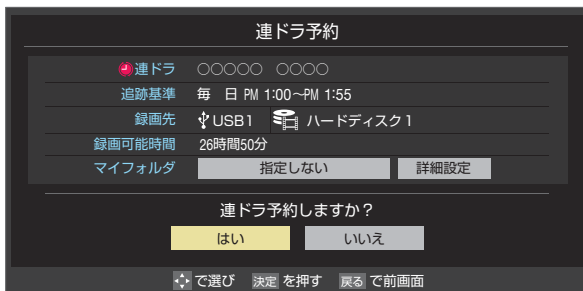 連ドラ予約
連ドラ ○○○○○ ○○○○
追跡基準 毎 日 PM 1:00～PM 1:55
録画先 USB1 ハードディスク1
録画可能時間 26時間50分
マイフォルダ 指定しない 詳細設定
連ドラ予約しますか？
はい いいえ
で選び 決定 を押す 戻る で前画面